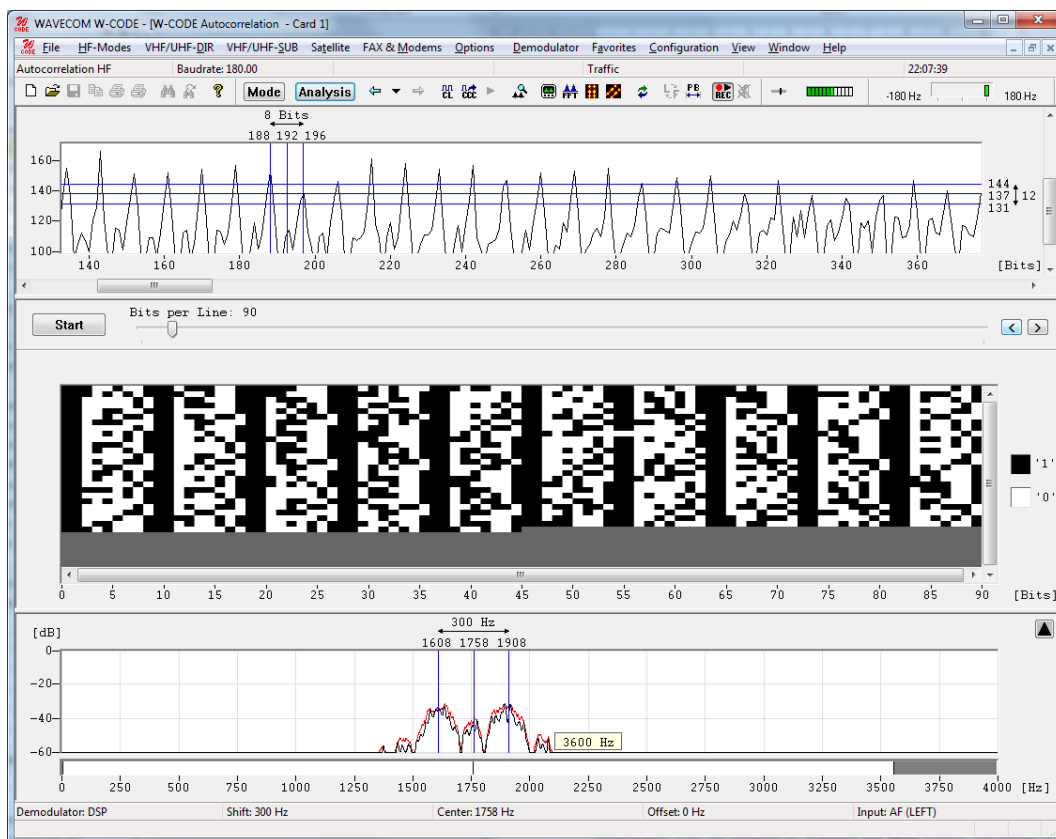 WAVECOM W-CODE - [W-CODE Autocorrelation - Card 1]
File HF-Modes VHF/UHF-DIR VHF/UHF-SUB Satellite FAX & Modems Options Demodulator Favorites Configuration View Window Help
Autocorrelation HF Baudrate: 180.00 Traffic 22:07:39
Mode Analysis CL CCC FFT LF PB REC -180 Hz 180 Hz
8 Bits
188 192 196
160
140
120
100
144
137 12
131
140 160 180 200 220 240 260 280 300 320 340 360 [Bits]
Start
Bits per Line: 90
'1'
'0'
0 5 10 15 20 25 30 35 40 45 50 55 60 65 70 75 80 85 90 [Bits]
300 Hz
[dB]
1608 1758 1908
0
-20
-40
-60
3600 Hz
0 250 500 750 1000 1250 1500 1750 2000 2250 2500 2750 3000 3250 3500 3750 4000 [Hz]
Demodulator: DSP Shift: 300 Hz Center: 1758 Hz Offset: 0 Hz Input: AF (LEFT)